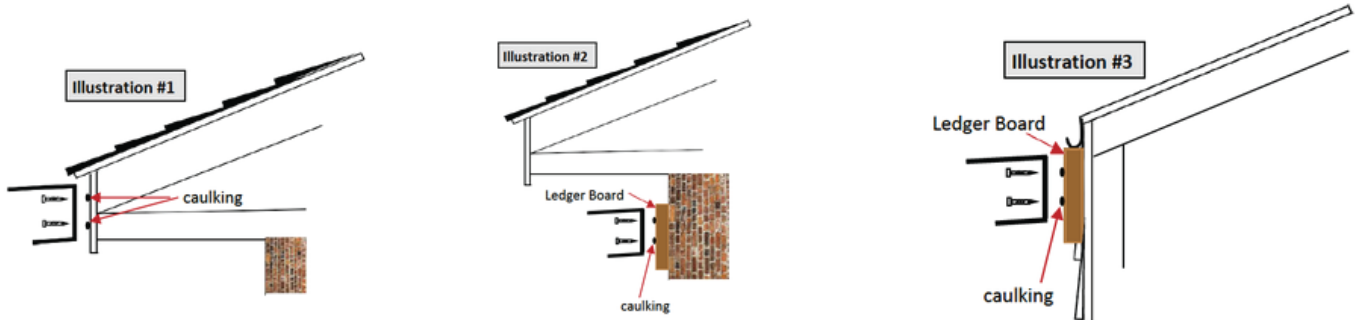 Illustration #1
caulking
Illustration #2
Ledger Board
caulking
Illustration #3
Ledger Board
caulking